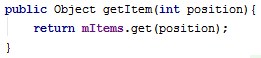 public Object getItem(int position){
    return mItems.get(position);
}